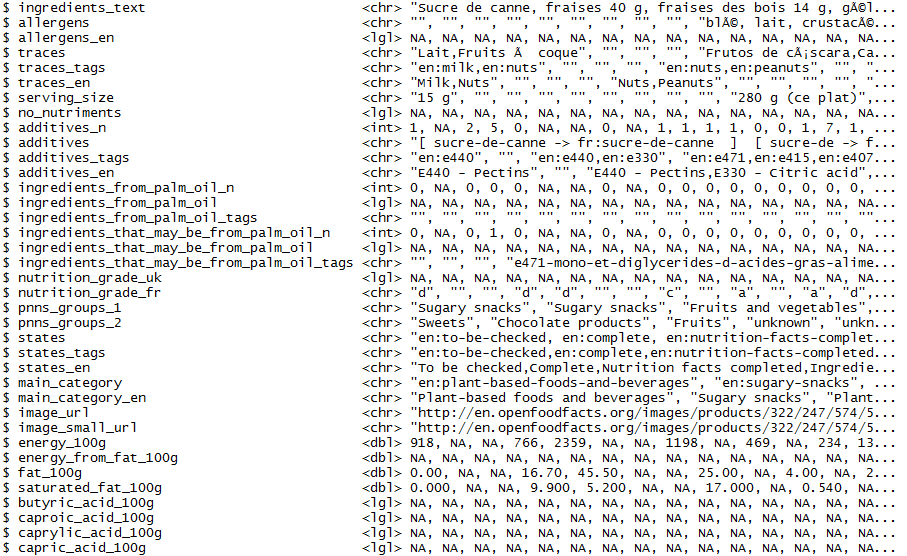 $ ingredients_text <chr> "Sucre de canne, fraises 40 g, fraises des bois 14 g, gÃ©l...
$ allergens <chr> "", "", "", "", "", "", "", "", "blÃ©, lait, crustacÃ©...
$ allergens_en <lgl> NA, NA, NA, NA, NA, NA, NA, NA, NA, NA, NA, NA, NA, NA, NA...
$ traces <chr> "Lait,Fruits Ã  coque", "", "", "", "Frutos de cÃ¡scara,Ca...
$ traces_tags <chr> "en:milk,en:nuts", "", "", "", "en:nuts,en:peanuts", "", "...
$ traces_en <chr> "Milk,Nuts", "", "", "", "Nuts,Peanuts", "", "", "", "", "...
$ serving_size <chr> "15 g", "", "", "", "", "", "", "", "", "280 g (ce plat)",...
$ no_nutriments <lgl> NA, NA, NA, NA, NA, NA, NA, NA, NA, NA, NA, NA, NA, NA, NA...
$ additives_n <int> 1, NA, 2, 5, 0, NA, NA, 0, NA, 1, 1, 1, 1, 0, 0, 1, 7, 1, ...
$ additives <chr> "[ sucre-de-canne -> fr:sucre-de-canne  ]  [ sucre-de -> f...
$ additives_tags <chr> "en:e440", "", "en:e440,en:e330", "en:e471,en:e415,en:e407...
$ additives_en <chr> "E440 - Pectins", "", "E440 - Pectins,E330 - Citric acid",...
$ ingredients_from_palm_oil_n <int> 0, NA, 0, 0, 0, NA, NA, 0, NA, 0, 0, 0, 0, 0, 0, 0, 0, 0, ...
$ ingredients_from_palm_oil <lgl> NA, NA, NA, NA, NA, NA, NA, NA, NA, NA, NA, NA, NA, NA, NA...
$ ingredients_from_palm_oil_tags <chr> "", "", "", "", "", "", "", "", "", "", "", "", "", "", "...
$ ingredients_that_may_be_from_palm_oil_n <int> 0, NA, 0, 1, 0, NA, NA, 0, NA, 0, 0, 0, 0, 0, 0, 0, 0, 0, ...
$ ingredients_that_may_be_from_palm_oil <lgl> NA, NA, NA, NA, NA, NA, NA, NA, NA, NA, NA, NA, NA, NA, NA...
$ ingredients_that_may_be_from_palm_oil_tags <chr> "", "", "", "e471-mono-et-diglycerides-d-acides-gras-alime...
$ nutrition_grade_uk <lgl> NA, NA, NA, NA, NA, NA, NA, NA, NA, NA, NA, NA, NA, NA, NA...
$ nutrition_grade_fr <chr> "d", "", "", "d", "d", "", "", "c", "", "a", "", "a", "d",...
$ pnns_groups_1 <chr> "Sugary snacks", "Sugary snacks", "Fruits and vegetables",...
$ pnns_groups_2 <chr> "Sweets", "Chocolate products", "Fruits", "unknown", "unkn...
$ states <chr> "en:to-be-checked, en:complete, en:nutrition-facts-complet...
$ states_tags <chr> "en:to-be-checked,en:complete,en:nutrition-facts-completed...
$ states_en <chr> "To be checked,Complete,Nutrition facts completed,Ingredie...
$ main_category <chr> "en:plant-based-foods-and-beverages", "en:sugary-snacks", ...
$ main_category_en <chr> "Plant-based foods and beverages", "Sugary snacks", "Plant...
$ image_url <chr> "http://en.openfoodfacts.org/images/products/322/247/574/5...
$ image_small_url <chr> "http://en.openfoodfacts.org/images/products/322/247/574/5...
$ energy_100g <dbl> 918, NA, NA, 766, 2359, NA, NA, 1198, NA, 469, NA, 234, 13...
$ energy_from_fat_100g <dbl> NA, NA, NA, NA, NA, NA, NA, NA, NA, NA, NA, NA, NA, NA, NA...
$ fat_100g <dbl> 0.00, NA, NA, 16.70, 45.50, NA, NA, 25.00, NA, 4.00, NA, 2...
$ saturated_fat_100g <dbl> 0.000, NA, NA, 9.900, 5.200, NA, NA, 17.000, NA, 0.540, NA...
$ butyric_acid_100g <lgl> NA, NA, NA, NA, NA, NA, NA, NA, NA, NA, NA, NA, NA, NA, NA...
$ caproic_acid_100g <lgl> NA, NA, NA, NA, NA, NA, NA, NA, NA, NA, NA, NA, NA, NA, NA...
$ caprylic_acid_100g <lgl> NA, NA, NA, NA, NA, NA, NA, NA, NA, NA, NA, NA, NA, NA, NA...
$ capric_acid_100g <lgl> NA, NA, NA, NA, NA, NA, NA, NA, NA, NA, NA, NA, NA, NA, NA...